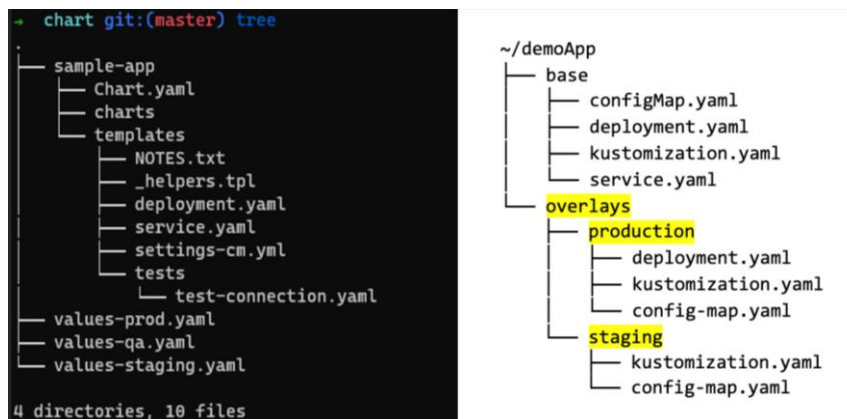 → chart git:(master) tree
.
├── sample-app
│   ├── Chart.yaml
│   ├── charts
│   └── templates
│       ├── NOTES.txt
│       ├── _helpers.tpl
│       ├── deployment.yaml
│       ├── service.yaml
│       ├── settings-cm.yml
│       └── tests
│           └── test-connection.yaml
├── values-prod.yaml
├── values-qa.yaml
└── values-staging.yaml
4 directories, 10 files
~/demoApp
├── base
│   ├── configMap.yaml
│   ├── deployment.yaml
│   ├── kustomization.yaml
│   └── service.yaml
└── overlays
    ├── production
    │   ├── deployment.yaml
    │   ├── kustomization.yaml
    │   └── config-map.yaml
    └── staging
        ├── kustomization.yaml
        └── config-map.yaml